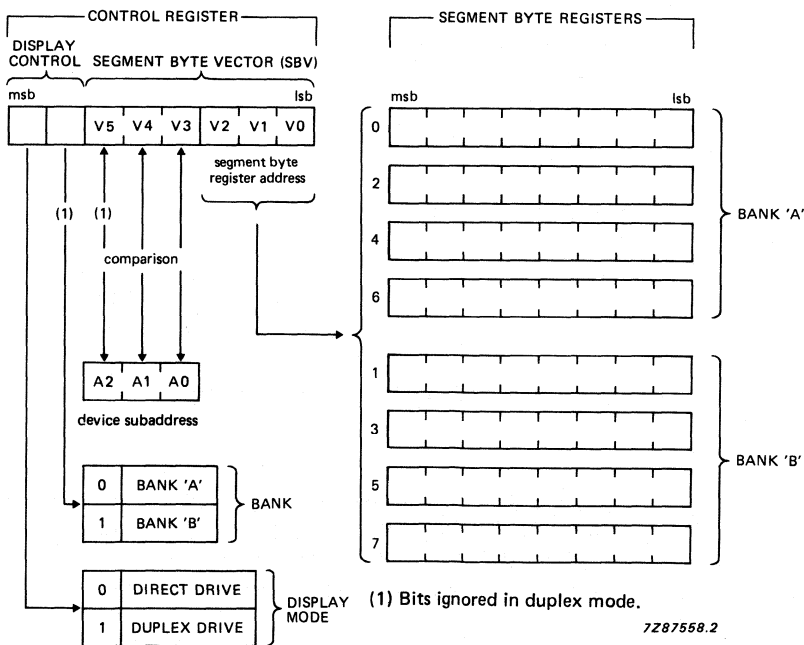 CONTROL REGISTER
DISPLAY CONTROL
SEGMENT BYTE VECTOR (SBV)
msb
lsb
V5 V4 V3 V2 V1 V0
segment byte
register address
(1)
(1)
comparison
A2 A1 A0
device subaddress
0 BANK 'A'
1 BANK 'B'
BANK
0 DIRECT DRIVE
1 DUPLEX DRIVE
DISPLAY
MODE
SEGMENT BYTE REGISTERS
msb
lsb
0
2
4
6
BANK 'A'
1
3
5
7
BANK 'B'
(1) Bits ignored in duplex mode.
7Z87558.2